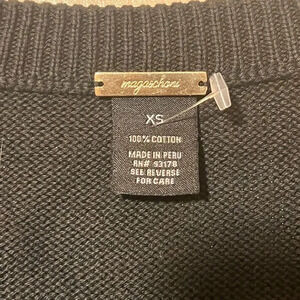 magaschoni
XS
100% COTTON
MADE IN PERU
RN# 93178
SEE REVERSE
FOR CARE